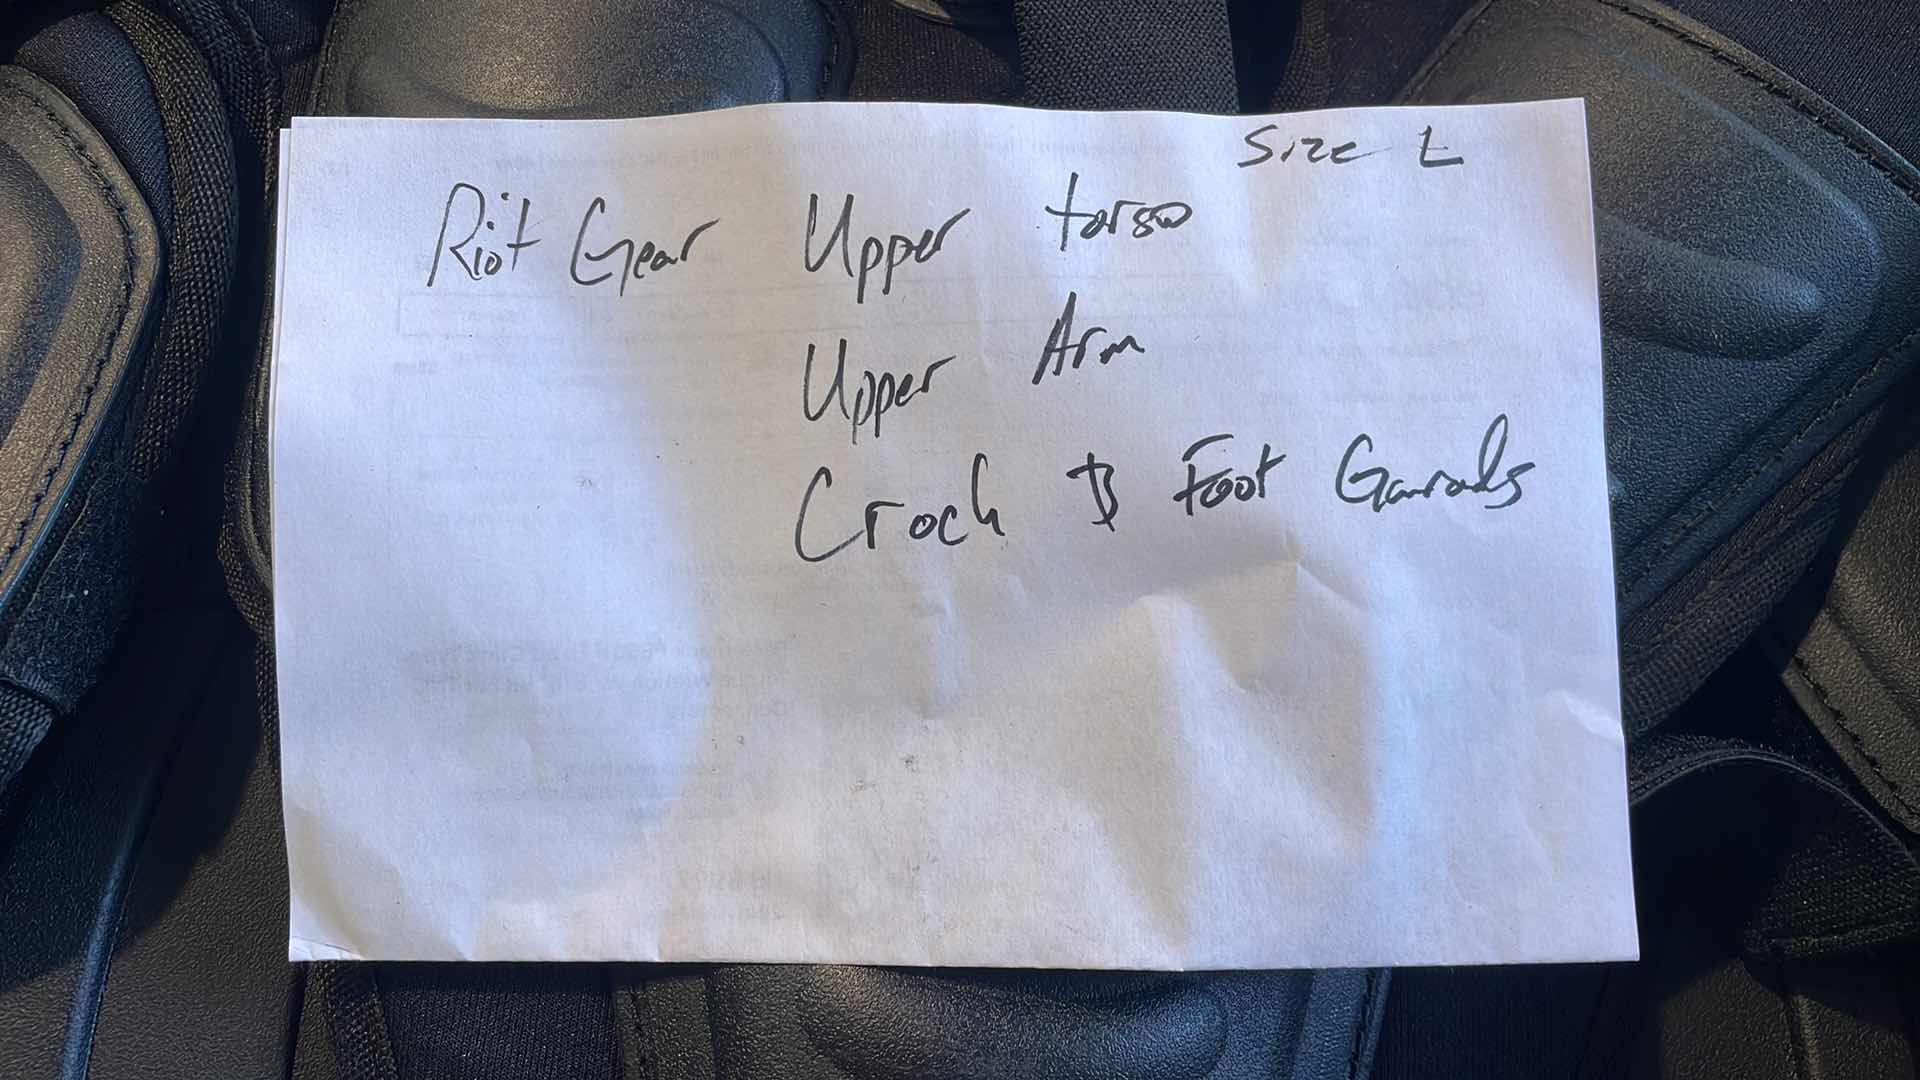 Size L
Riot Gear Upper torso
Upper Arm
Croch & Foot Garads